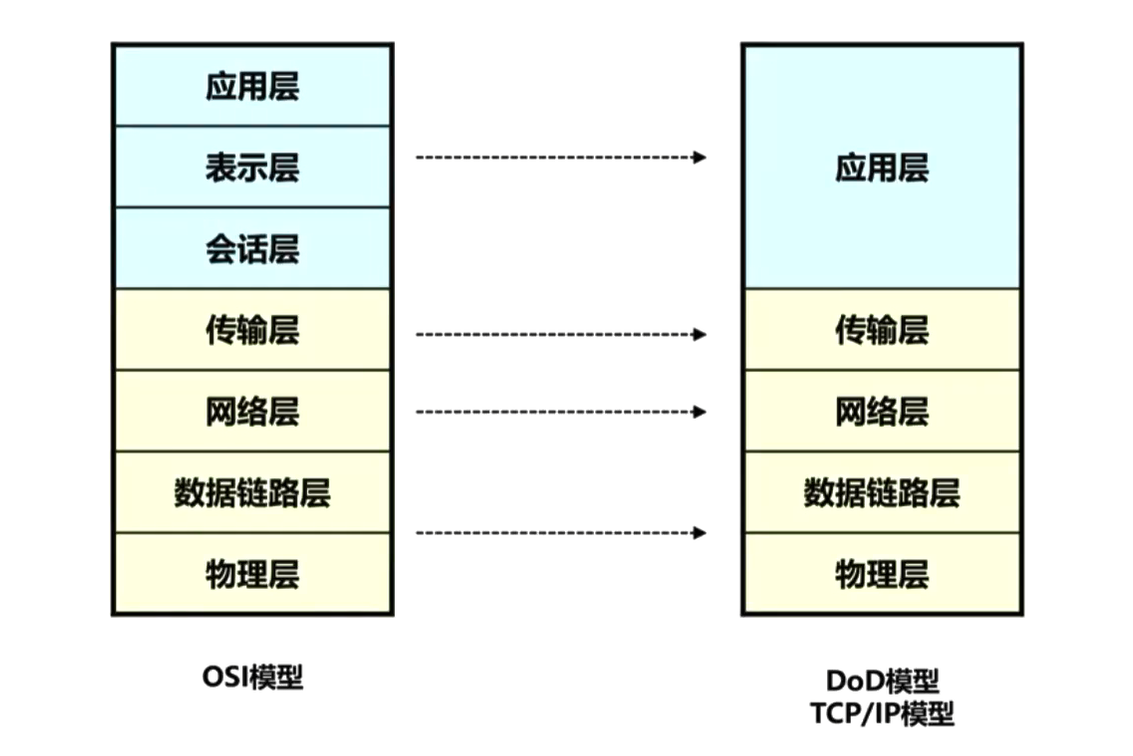 应用层
表示层
会话层
传输层
网络层
数据链路层
物理层
OSI模型
应用层
传输层
网络层
数据链路层
物理层
DoD模型
TCP/IP模型